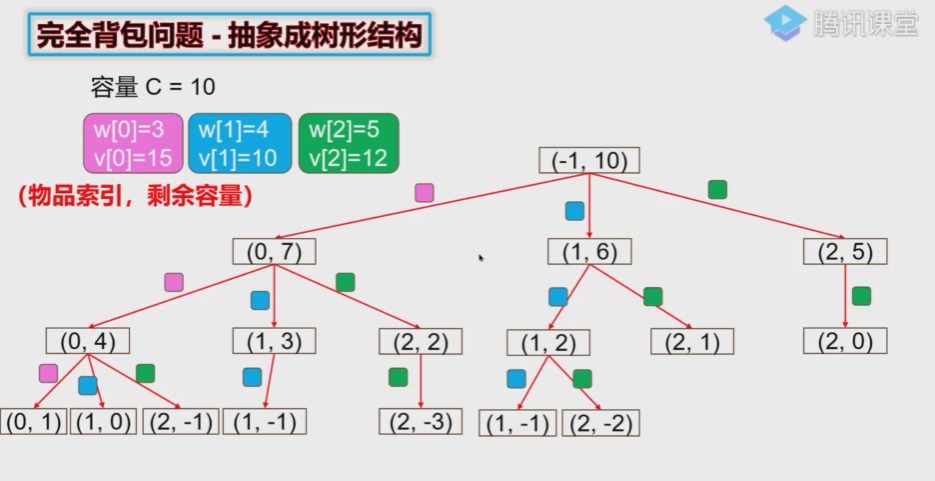 完全背包问题 - 抽象成树形结构
腾讯课堂
容量 C = 10
w[0]=3
v[0]=15
w[1]=4
v[1]=10
w[2]=5
v[2]=12
(物品索引，剩余容量)
(-1, 10)
(0, 7)
(1, 6)
(2, 5)
(0, 4)
(1, 3)
(2, 2)
(1, 2)
(2, 1)
(2, 0)
(0, 1)
(1, 0)
(2, -1)
(1, -1)
(2, -3)
(1, -1)
(2, -2)